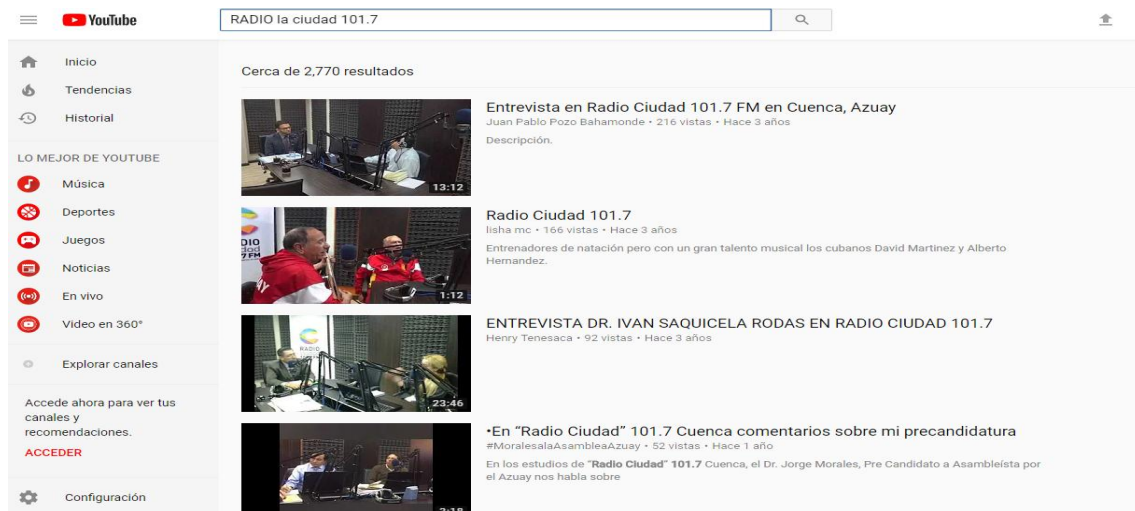 YouTube
RADIO la ciudad 101.7
Inicio
Tendencias
Historial
LO MEJOR DE YOUTUBE
Música
Deportes
Juegos
Noticias
En vivo
Video en 360°
Explorar canales
Accede ahora para ver tus
canales y
recomendaciones.
ACCEDER
Configuración
Cerca de 2,770 resultados
13:12
Entrevista en Radio Ciudad 101.7 FM en Cuenca, Azuay
Juan Pablo Pozo Bahamonde • 216 vistas • Hace 3 años
Descripción.
1:12
Radio Ciudad 101.7
lisha mc • 166 vistas • Hace 3 años
Entrenadores de natación pero con un gran talento musical los cubanos David Martinez y Alberto
Hernandez.
RADIO
23:46
ENTREVISTA DR. IVAN SAQUICELA RODAS EN RADIO CIUDAD 101.7
Henry Tenesaca • 92 vistas • Hace 3 años
•En “Radio Ciudad” 101.7 Cuenca comentarios sobre mi precandidatura
#MoralesalaAsambleaAzuay • 52 vistas • Hace 1 año
En los estudios de “Radio Ciudad” 101.7 Cuenca, el Dr. Jorge Morales, Pre Candidato a Asambleísta por
el Azuay nos habla sobre